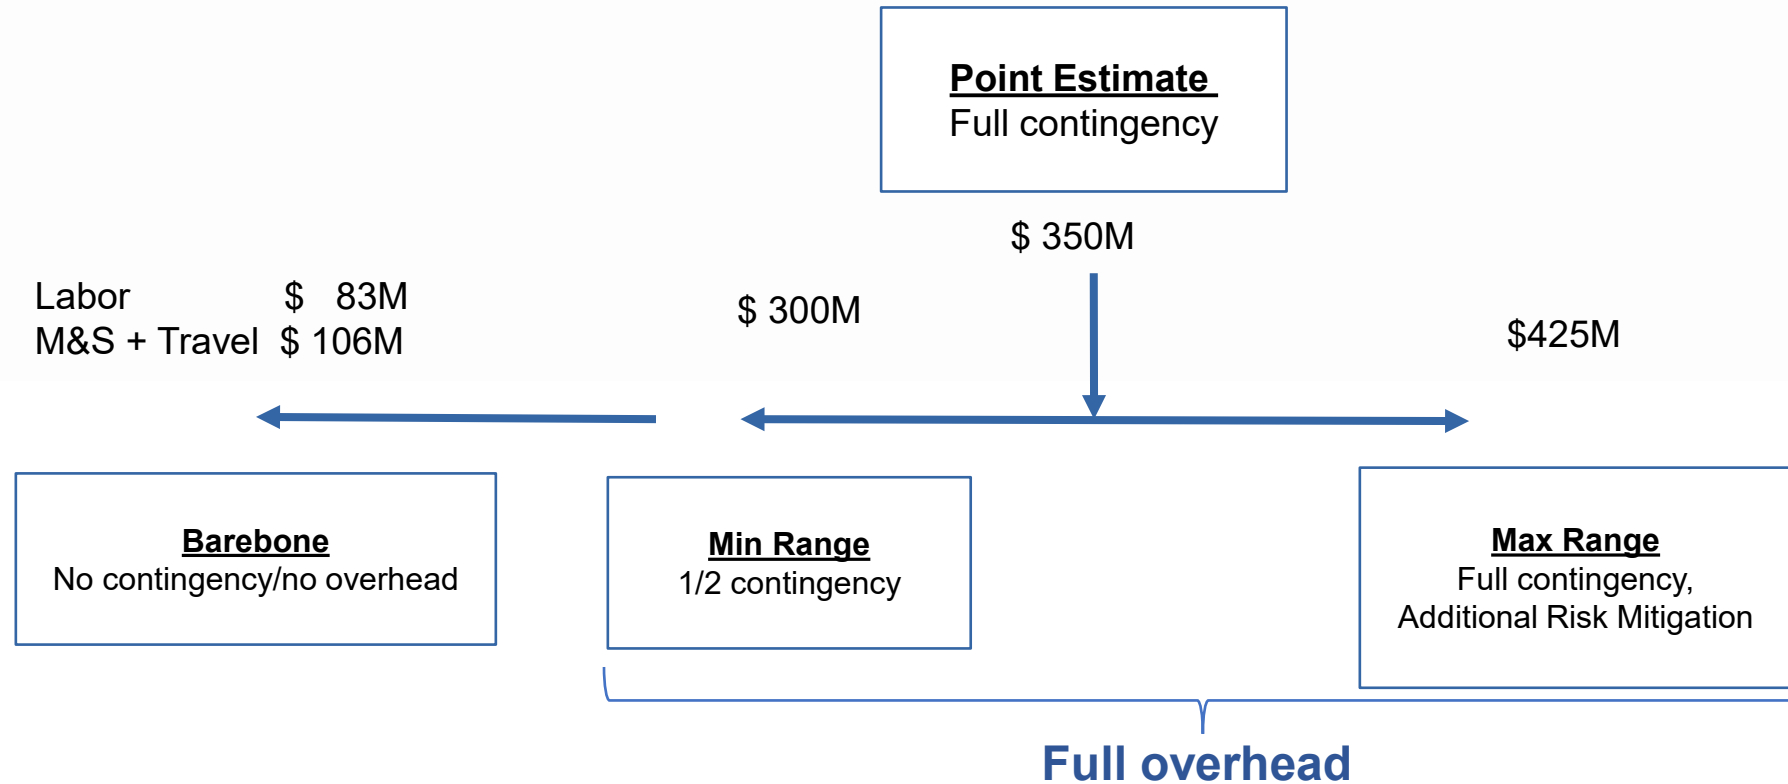 Point Estimate
Full contingency
$ 350M
Labor $ 83M
M&S + Travel $ 106M
$ 300M
$425M
Barebone
No contingency/no overhead
Min Range
1/2 contingency
Max Range
Full contingency,
Additional Risk Mitigation
Full overhead